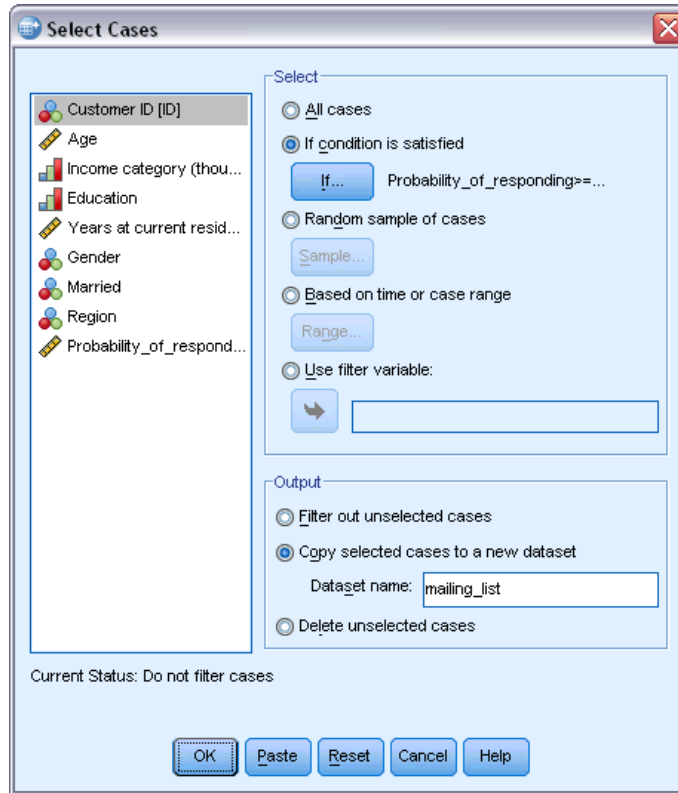 Select Cases
Customer ID [ID]
Age
Income category (thou...
Education
Years at current resid...
Gender
Married
Region
Probability_of_respond...
Select
All cases
If condition is satisfied
If... Probability_of_responding>=...
Random sample of cases
Sample...
Based on time or case range
Range...
Use filter variable:
Output
Filter out unselected cases
Copy selected cases to a new dataset
Dataset name: mailing_list
Delete unselected cases
Current Status: Do not filter cases
OK Paste Reset Cancel Help